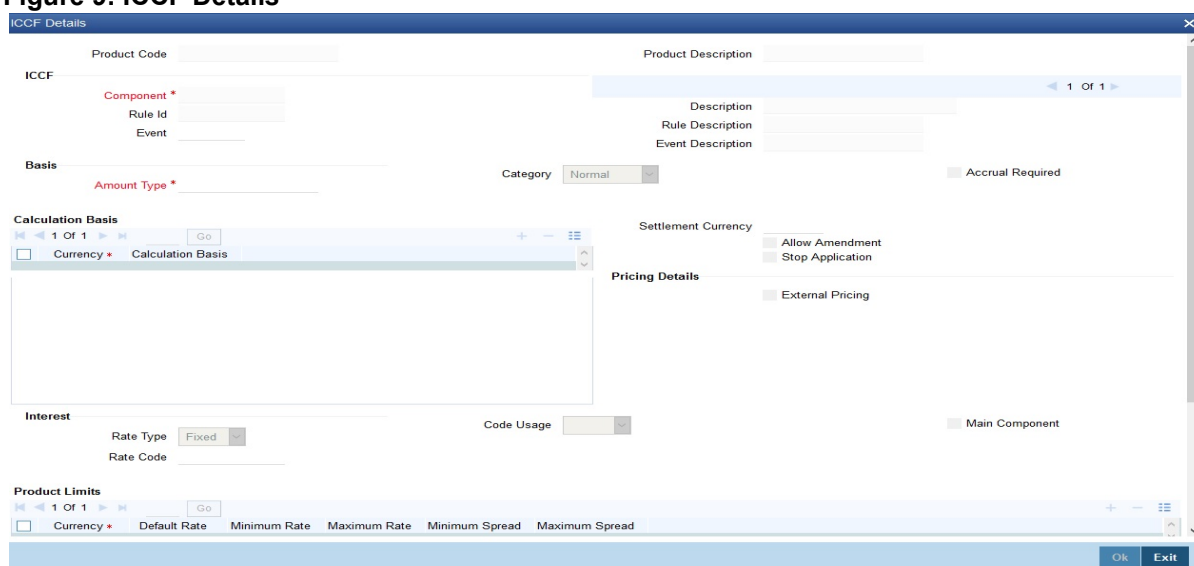 Figure 9: ICCF Details
ICCF Details
Product Code
Product Description
ICCF
1 Of 1
Component *
Description
Rule Id
Rule Description
Event
Event Description
Basis
Category Normal
Accrual Required
Amount Type *
Calculation Basis
1 Of 1 Go
Settlement Currency
Allow Amendment
Currency * Calculation Basis
Stop Application
Pricing Details
External Pricing
Interest
Code Usage
Main Component
Rate Type Fixed
Rate Code
Product Limits
1 Of 1 Go
Currency * Default Rate Minimum Rate Maximum Rate Minimum Spread Maximum Spread
Ok Exit